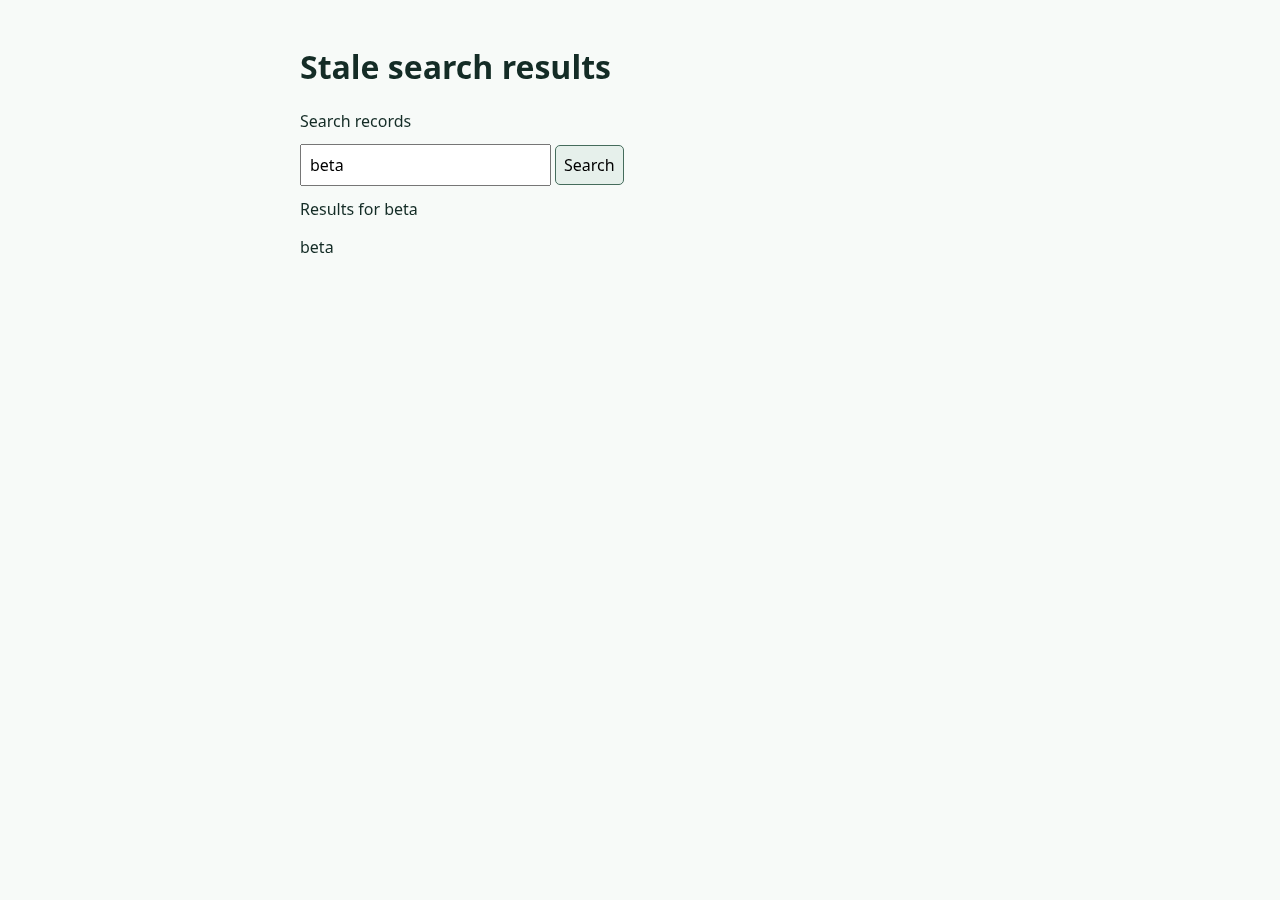 Stale search results
Search records
beta Search
Results for beta
beta